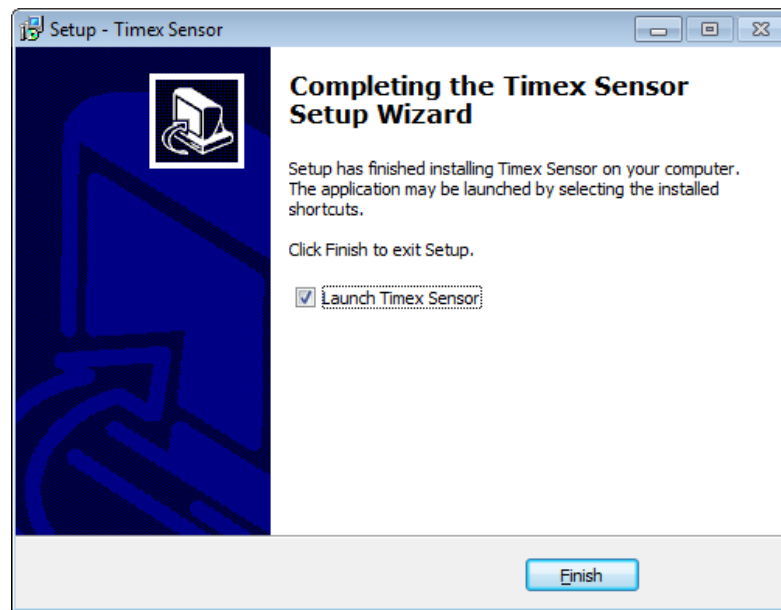 Setup - Timex Sensor
Completing the Timex Sensor
Setup Wizard
Setup has finished installing Timex Sensor on your computer.
The application may be launched by selecting the installed
shortcuts.
Click Finish to exit Setup.
Launch Timex Sensor
Finish